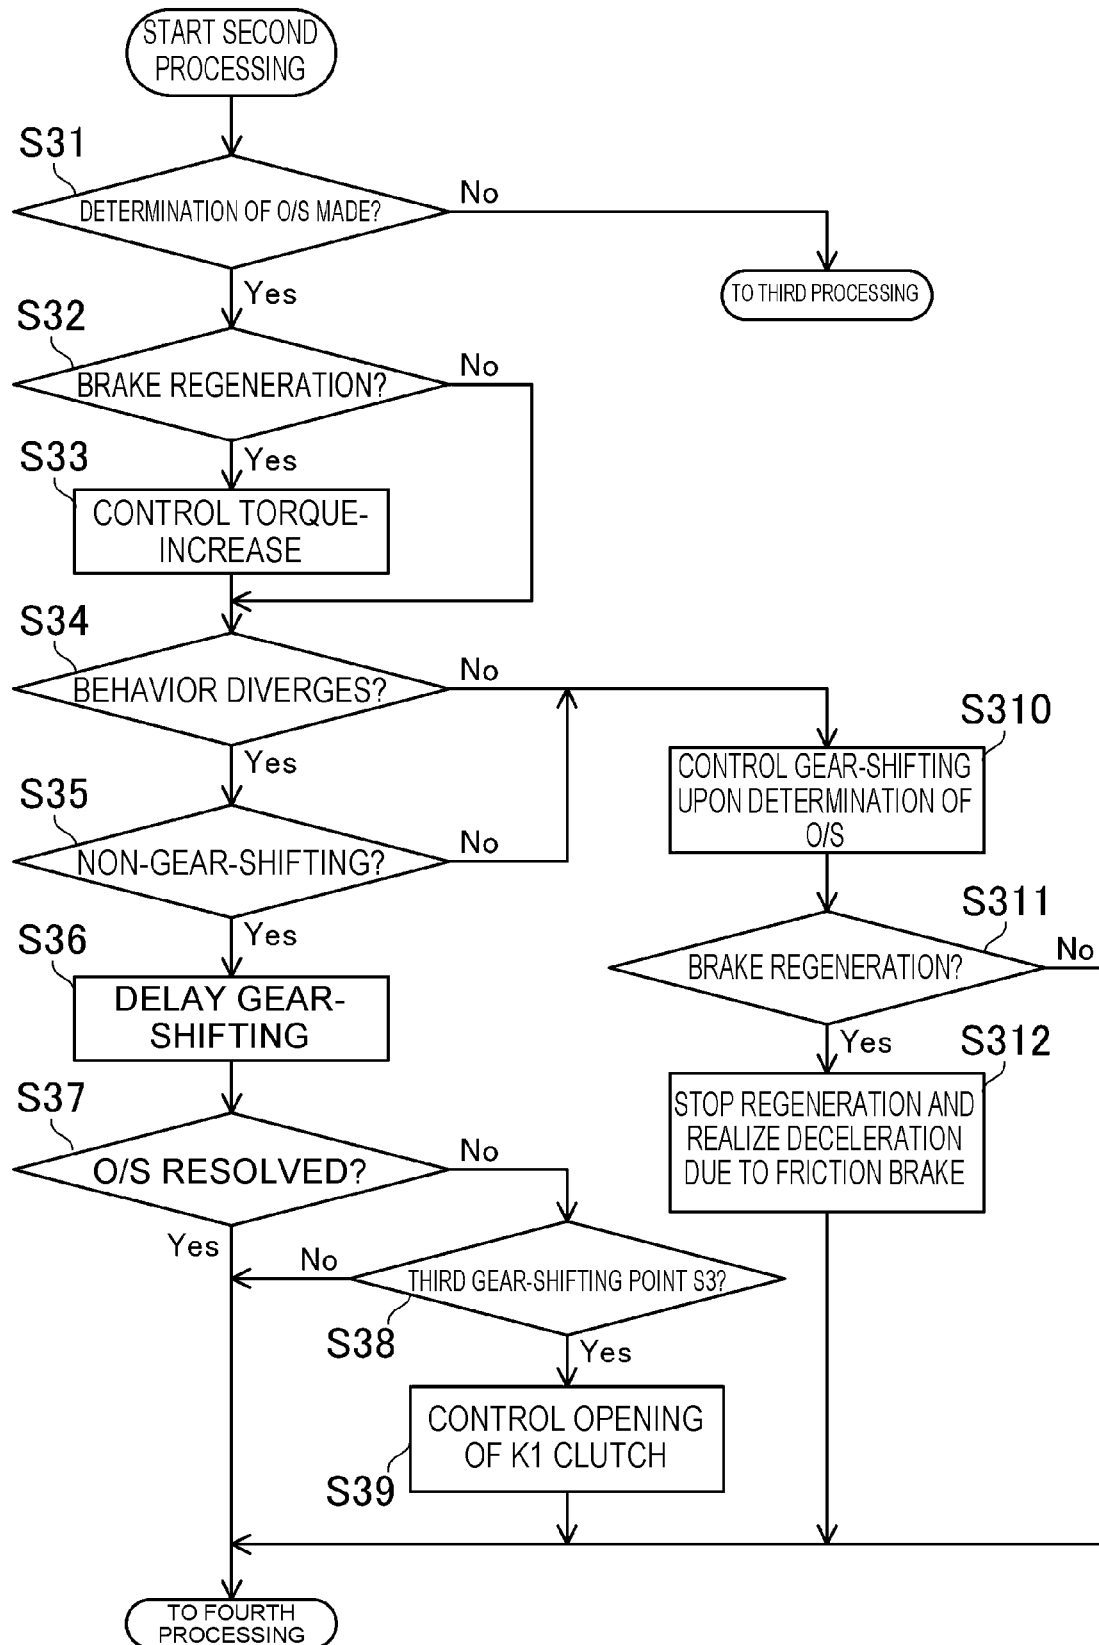 START SECOND
PROCESSING
S31
DETERMINATION OF O/S MADE?
No
Yes
TO THIRD PROCESSING
S32
BRAKE REGENERATION?
No
Yes
S33
CONTROL TORQUE-
INCREASE
S34
BEHAVIOR DIVERGES?
No
Yes
S310
CONTROL GEAR-SHIFTING
UPON DETERMINATION OF
O/S
S35
NON-GEAR-SHIFTING?
No
Yes
S311
BRAKE REGENERATION?
No
Yes
S36
DELAY GEAR-
SHIFTING
S312
STOP REGENERATION AND
REALIZE DECELERATION
DUE TO FRICTION BRAKE
S37
O/S RESOLVED?
No
Yes
No
THIRD GEAR-SHIFTING POINT S3?
S38
Yes
CONTROL OPENING
OF K1 CLUTCH
S39
TO FOURTH
PROCESSING